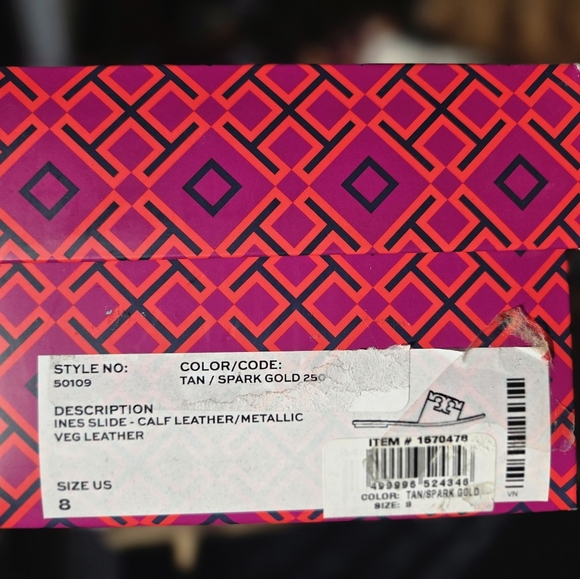 STYLE NO: COLOR/CODE:
50109 TAN / SPARK GOLD 250
DESCRIPTION
INES SLIDE - CALF LEATHER/METALLIC
VEG LEATHER
SIZE US
8
ITEM # 1570478
499996 524346
COLOR: TAN/SPARK GOLD
SIZE: 8
VN